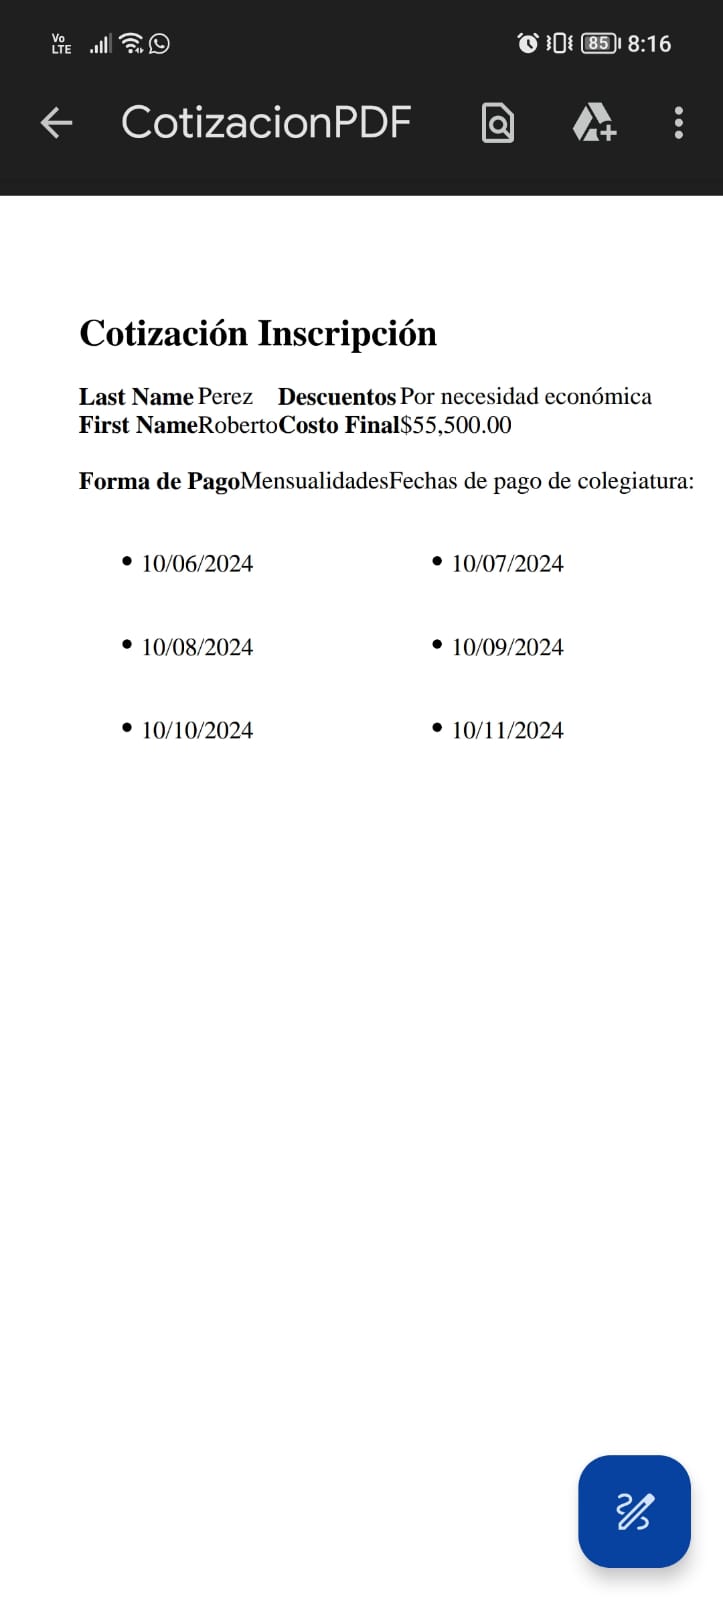 Vo
LTE
85 8:16
CotizacionPDF
Cotización Inscripción
Last Name Perez Descuentos Por necesidad económica
First NameRobertoCosto Final$55,500.00
Forma de PagoMensualidadesFechas de pago de colegiatura:
• 10/06/2024 • 10/07/2024
• 10/08/2024 • 10/09/2024
• 10/10/2024 • 10/11/2024